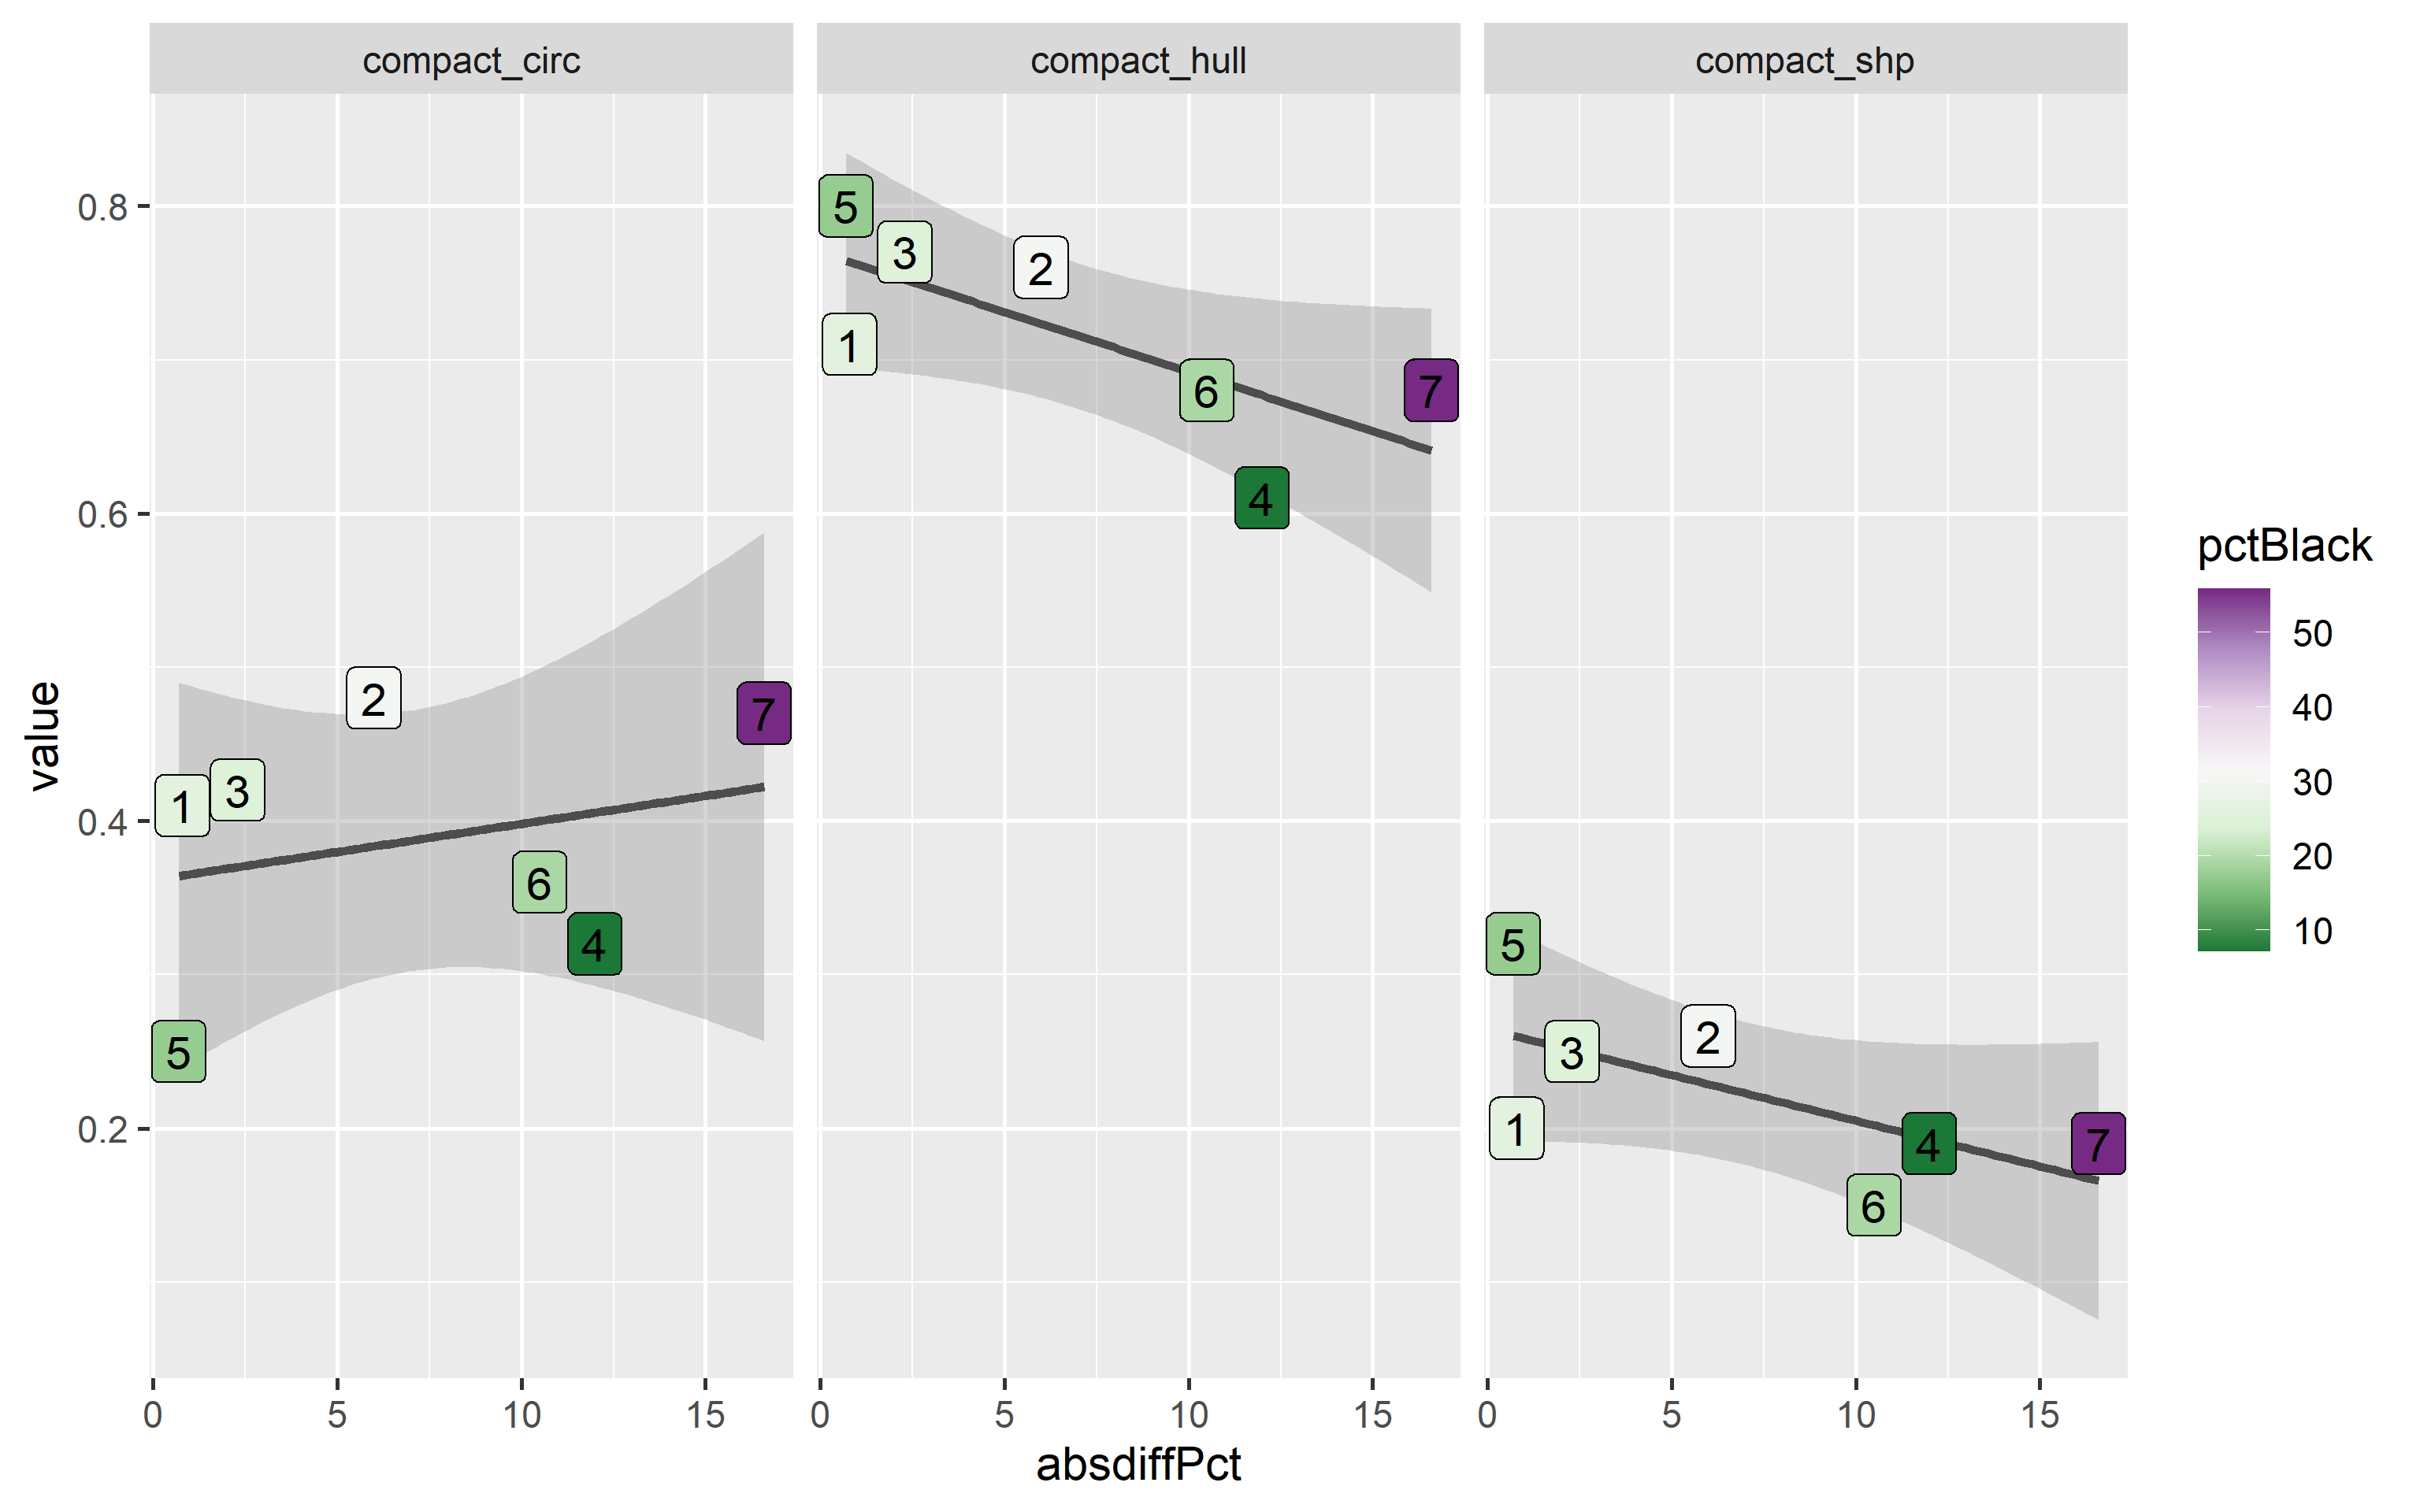 compact_circ compact_hull compact_shp
0.8
0.6
0.4
0.2
value
1 3 2 7 6 4 5
5 3 2 1 6 7 4
5 3 2 1 4 7 6
0 5 10 15 0 5 10 15 0 5 10 15
absdiffPct
pctBlack
50
40
30
20
10